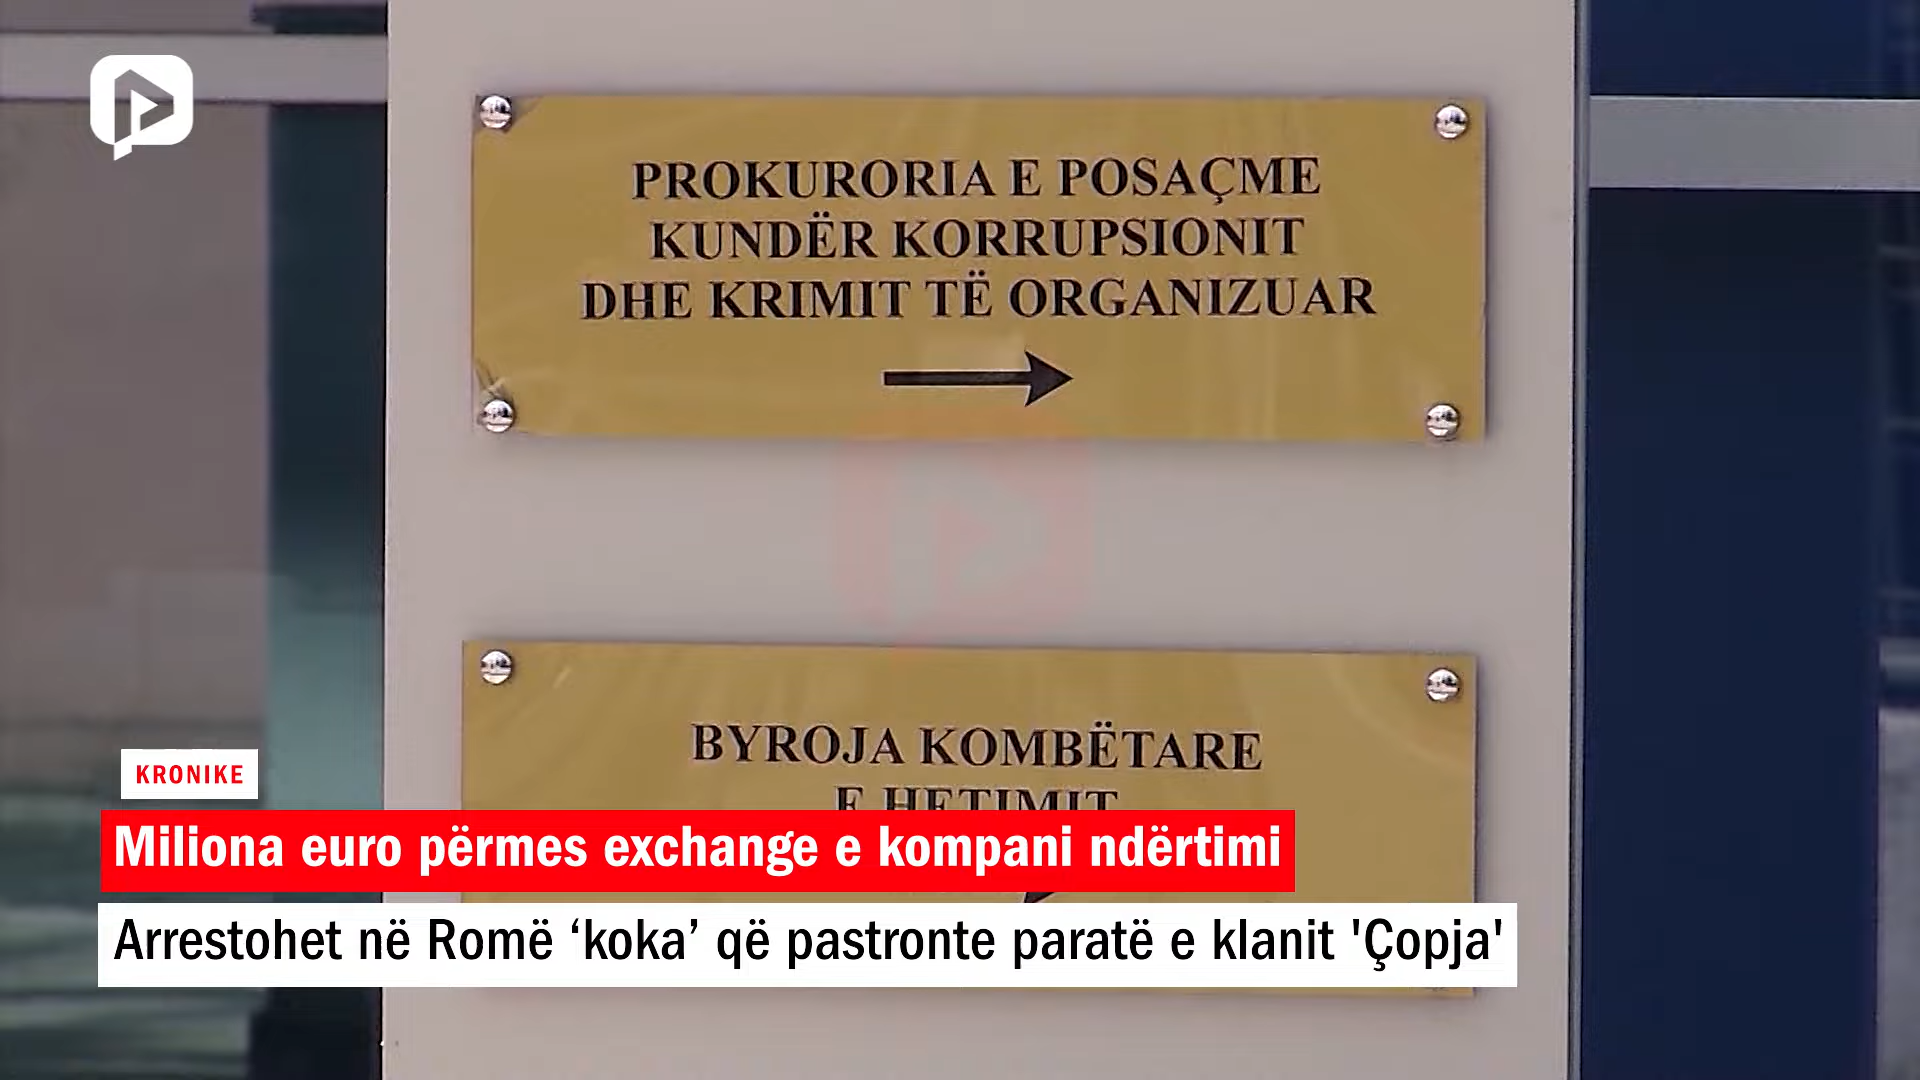 PROKURORIA E POSAÇME
KUNDËR KORRUPSIONIT
DHE KRIMIT TË ORGANIZUAR
BYROJA KOMBËTARE
E HETIMIT
KRONIKE
Miliona euro përmes exchange e kompani ndërtimi
Arrestohet në Romë ‘koka’ që pastronte paratë e klanit 'Çopja'